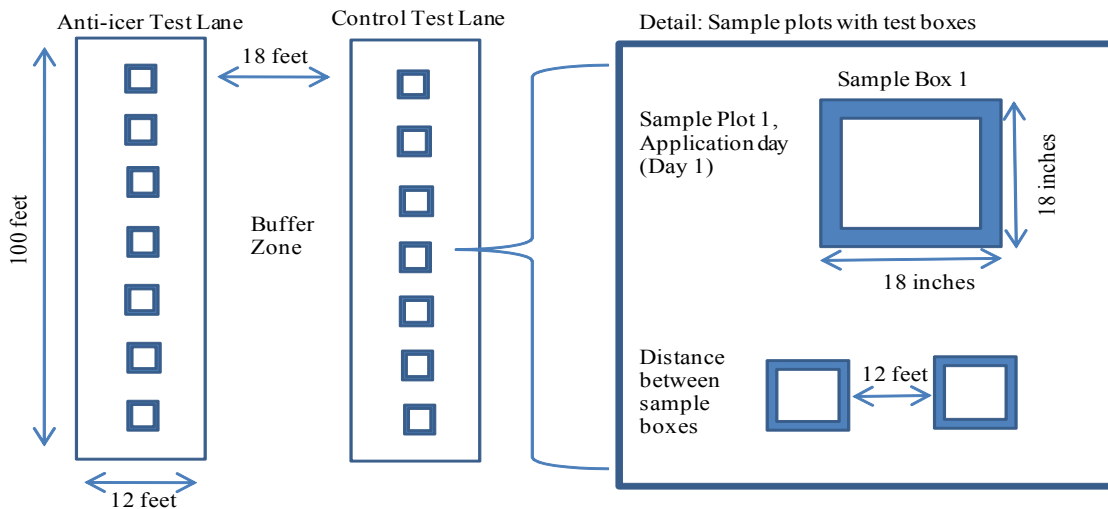 Anti-icer Test Lane
Control Test Lane
Detail: Sample plots with test boxes
18 feet
Sample Box 1
Sample Plot 1,
Application day
(Day 1)
18 inches
18 inches
100 feet
Buffer
Zone
Distance
between
sample
boxes
12 feet
12 feet